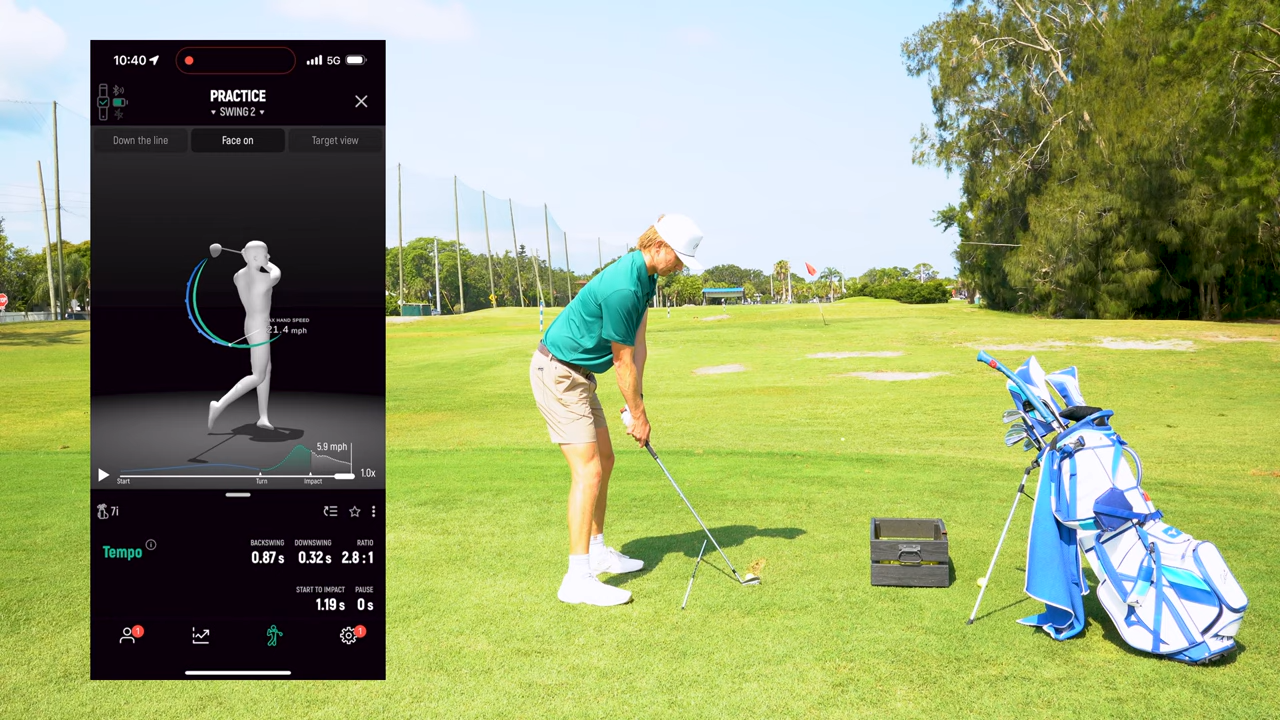 10:40
5G
PRACTICE
SWING 2
Down the line
Face on
Target view
AX HAND SPEED
21.4 mph
5.9 mph
1.0x
Start
Turn
Impact
7i
Tempo
BACKSWING DOWNSWING RATIO
0.87 s 0.32 s 2.8 : 1
START TO IMPACT PAUSE
1.19 s 0 s
1
1